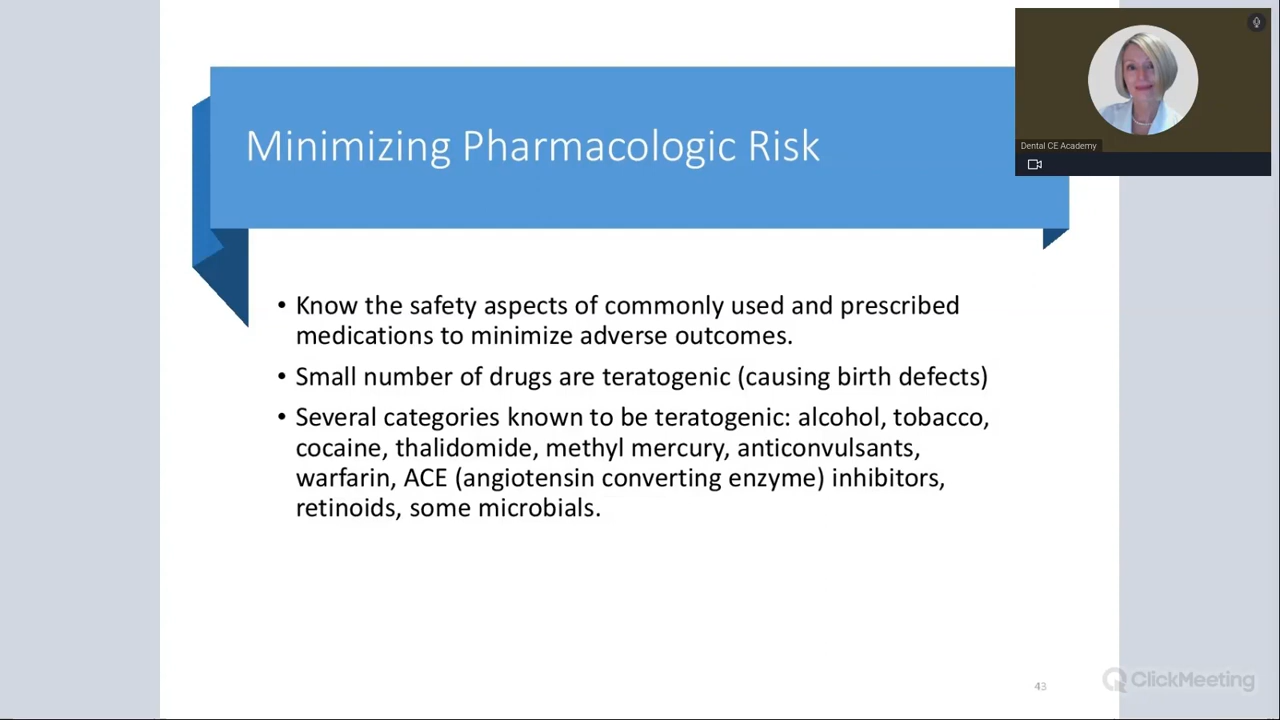 Minimizing Pharmacologic Risk
Dental CE Academy
• Know the safety aspects of commonly used and prescribed
medications to minimize adverse outcomes.
• Small number of drugs are teratogenic (causing birth defects)
• Several categories known to be teratogenic: alcohol, tobacco,
cocaine, thalidomide, methyl mercury, anticonvulsants,
warfarin, ACE (angiotensin converting enzyme) inhibitors,
retinoids, some microbials.
43
ClickMeeting